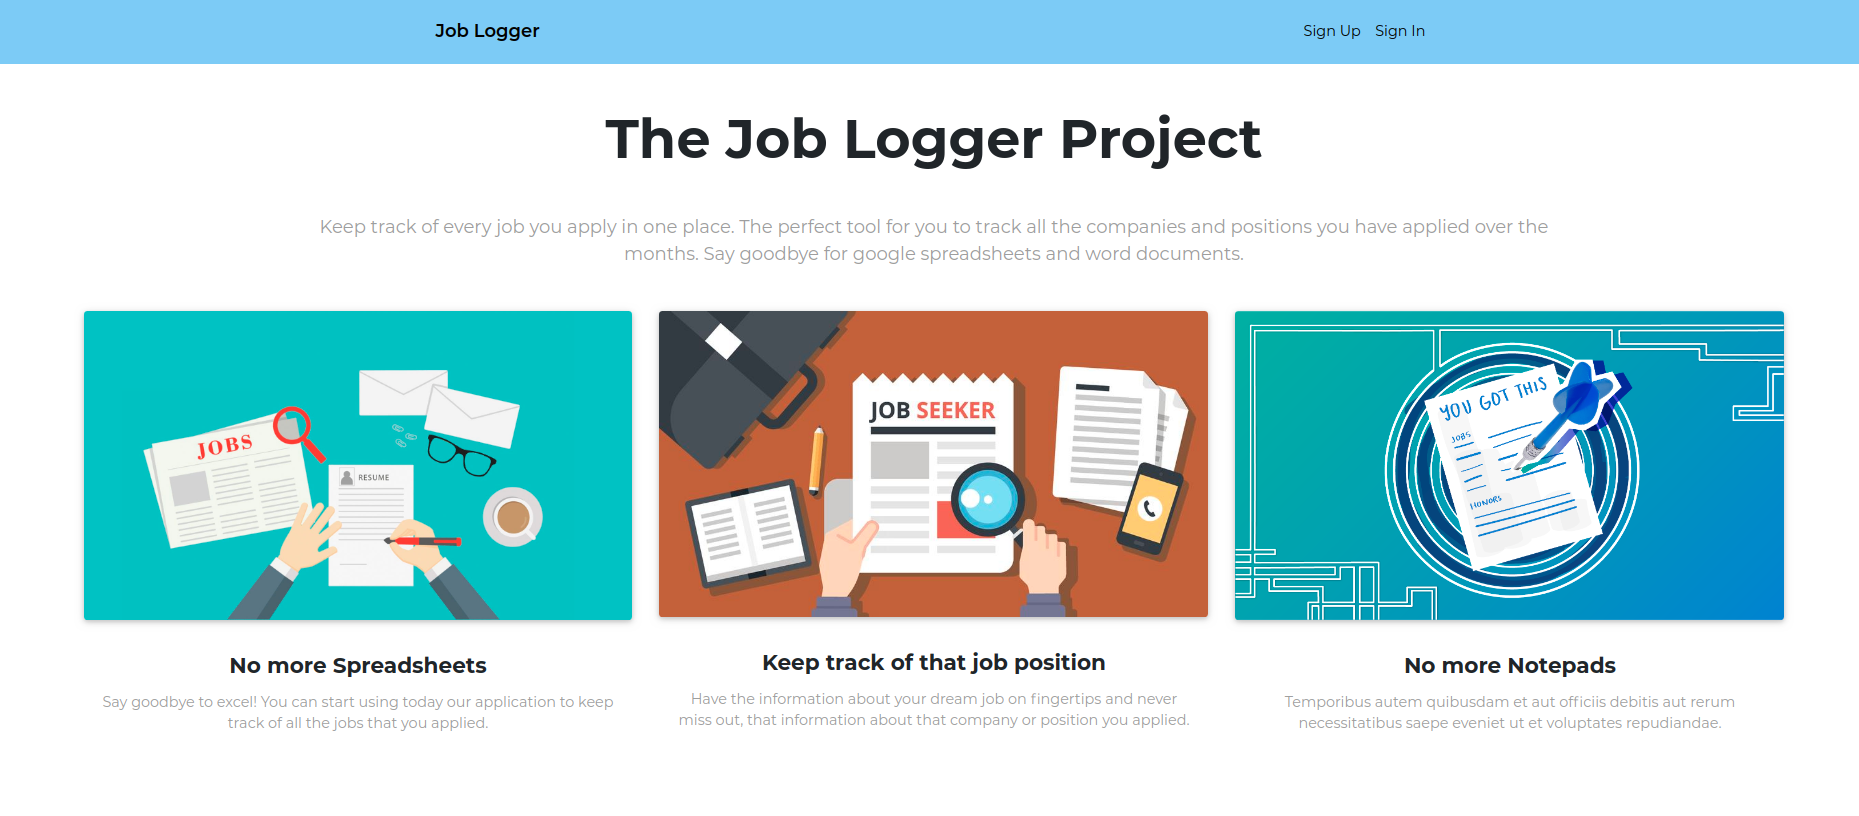 Job Logger
Sign Up Sign In
The Job Logger Project
Keep track of every job you apply in one place. The perfect tool for you to track all the companies and positions you have applied over the
months. Say goodbye for google spreadsheets and word documents.
JOBS
RESUME
JOB SEEKER
YOU GOT THIS
JOBS
HONORS
No more Spreadsheets
Say goodbye to excel! You can start using today our application to keep
track of all the jobs that you applied.
Keep track of that job position
Have the information about your dream job on fingertips and never
miss out, that information about that company or position you applied.
No more Notepads
Temporibus autem quibusdam et aut officiis debitis aut rerum
necessitatibus saepe eveniet ut et voluptates repudiandae.